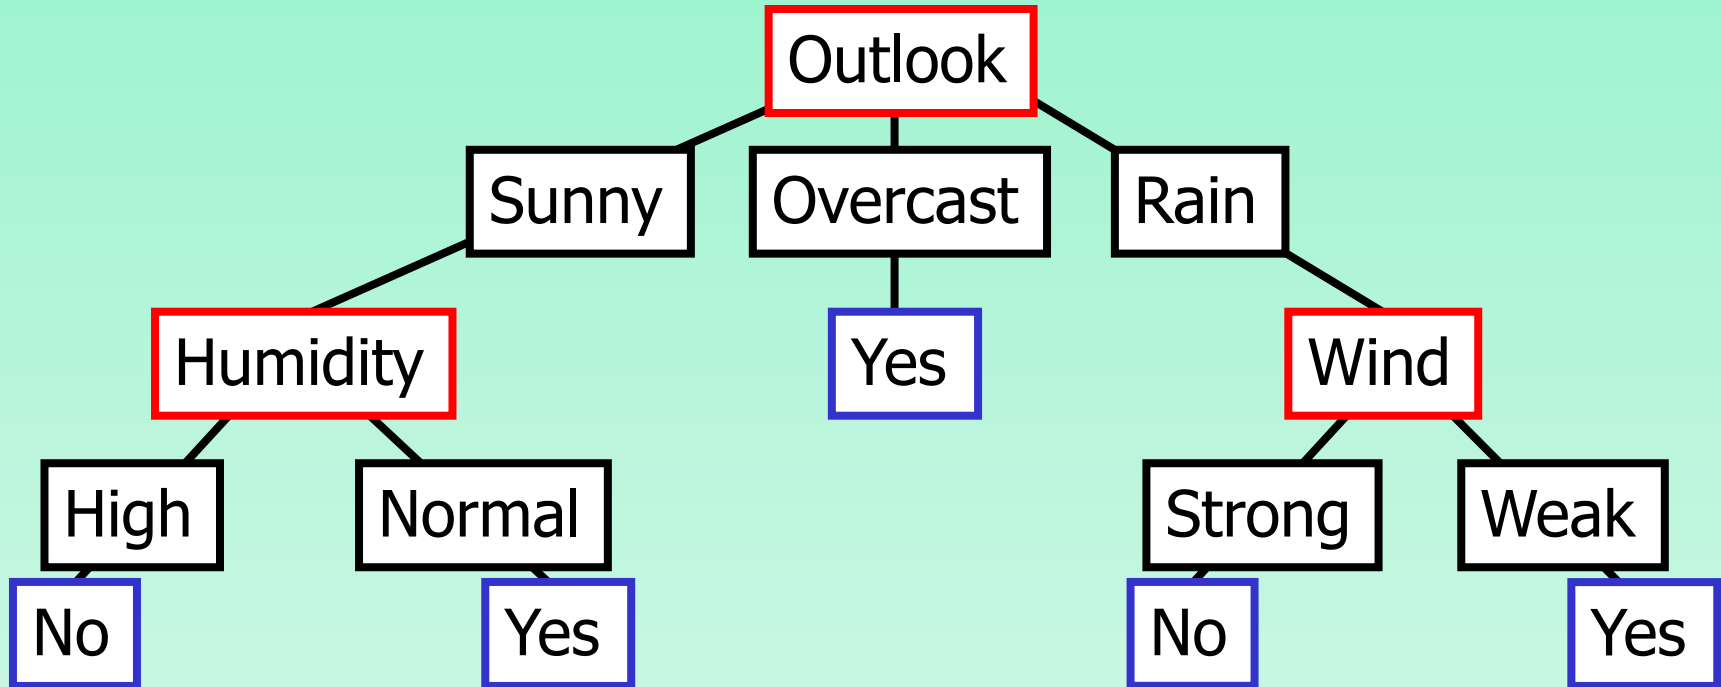 Outlook
Sunny
Overcast
Rain
Humidity
Yes
Wind
High
Normal
Strong
Weak
No
Yes
No
Yes